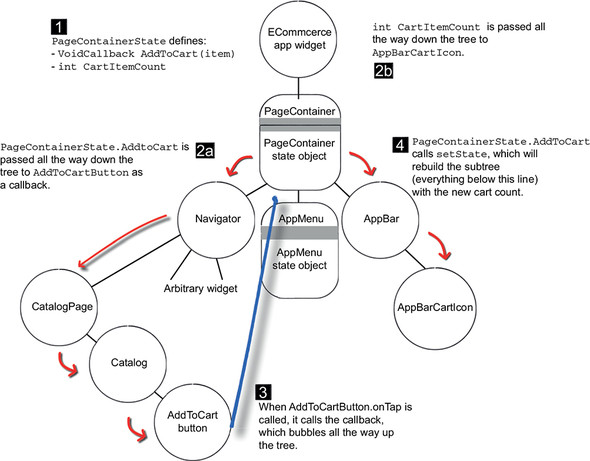 1
PageContainerState defines:
- VoidCallback AddToCart(item)
- int CartItemCount
ECommcerce
app widget
int CartItemCount is passed all
the way down the tree to
AppBarCartIcon.
2b
PageContainer
PageContainer
state object
PageContainerState.AddtoCart is
passed all the way down the
tree to AddToCartButton as
a callback.
2a
4
PageContainerState.AddToCart
calls setState, which will
rebuild the subtree
(everything below this line)
with the new cart count.
Navigator
AppMenu
AppMenu
state object
AppBar
Arbitrary widget
CatalogPage
AppBarCartIcon
Catalog
AddToCart
button
3
When AddToCartButton.onTap is
called, it calls the callback,
which bubbles all the way up
the tree.